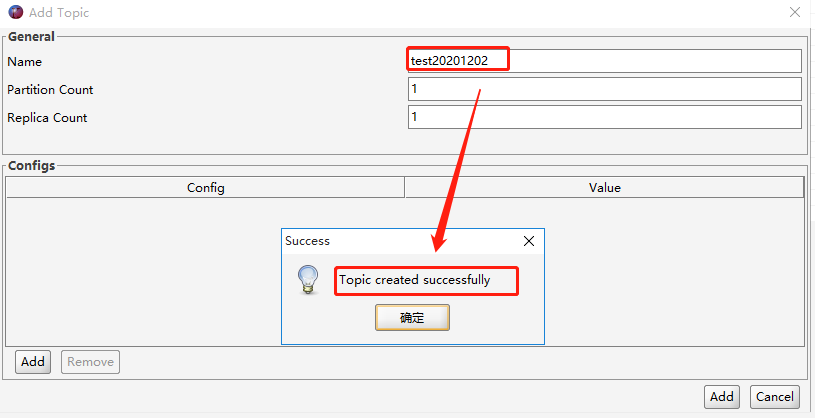 Add Topic
General
Name
test20201202
Partition Count
1
Replica Count
1
Configs
Config Value
Success
Topic created successfully
确定
Add Remove
Add Cancel